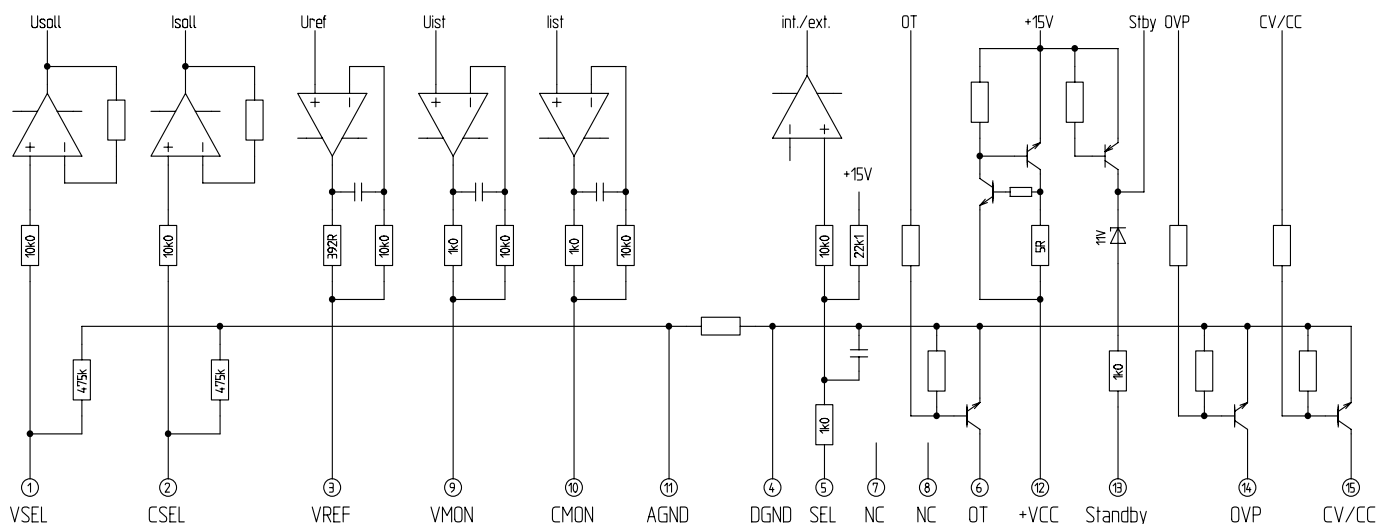 Usoll Isoll Uref Uist Iist int./ext. OT +15V Stby OVP CV/CC
+ – + – + –
+15V
+ – + –
10k0 10k0 392R 10k0 1k0 10k0 1k0 10k0 10k0 22k1 5R 11V
475k 475k 1k0 1k0
1 2 3 9 10 11 4 5 7 8 6 12 13 14 15
VSEL CSEL VREF VMON CMON AGND DGND SEL NC NC OT +VCC Standby OVP CV/CC